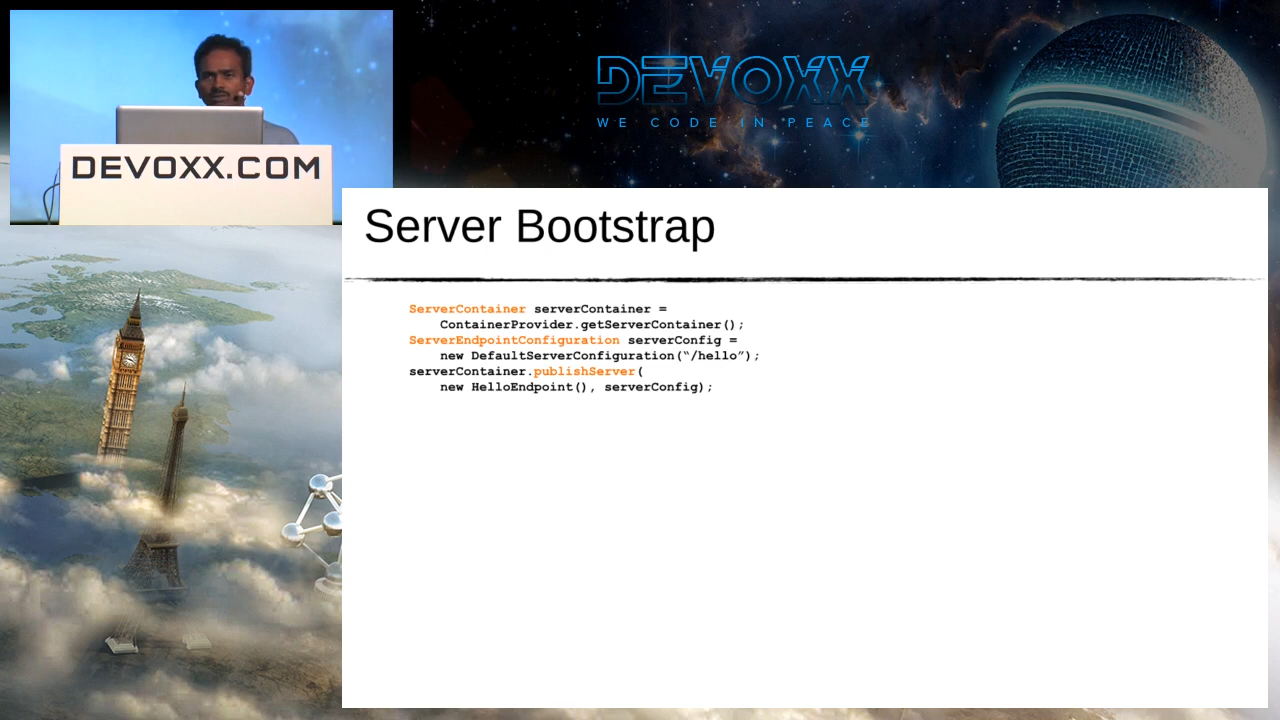 DEVOXX
WE CODE IN PEACE
DEVOXX.COM
Server Bootstrap
ServerContainer serverContainer =
ContainerProvider.getServerContainer();
ServerEndpointConfiguration serverConfig =
new DefaultServerConfiguration(“/hello”);
serverContainer.publishServer(
new HelloEndpoint(), serverConfig);